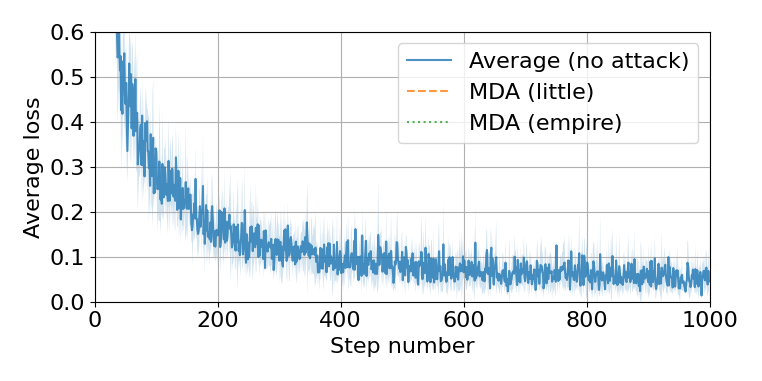 0.6
0.5
0.4
0.3
0.2
0.1
0.0
Average loss
Average (no attack)
MDA (little)
MDA (empire)
0 200 400 600 800 1000
Step number